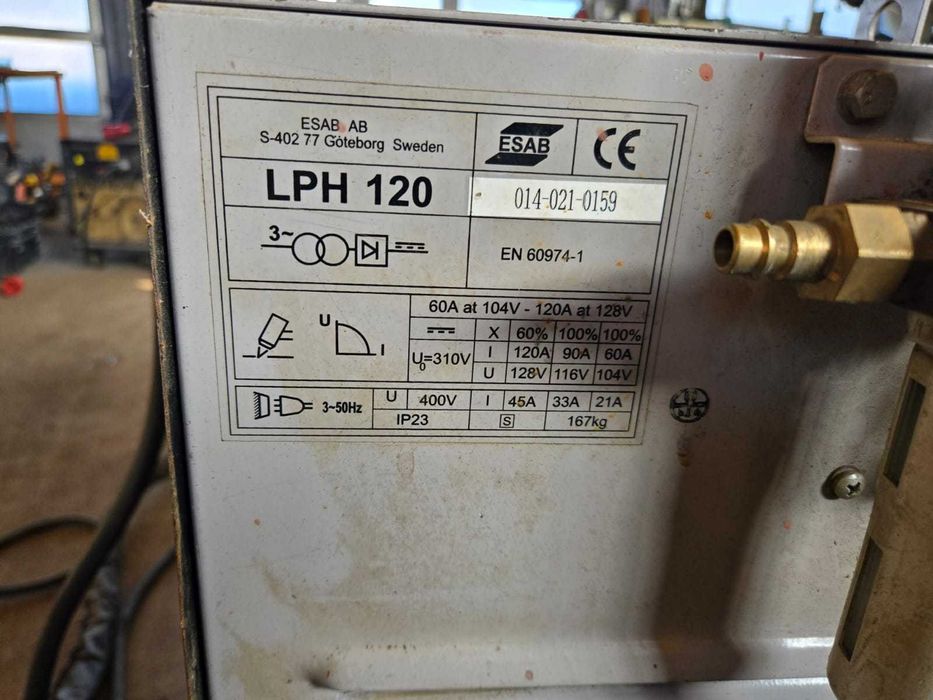 ESAB AB
S-402 77 Göteborg Sweden
ESAB
CE
LPH 120
014-021-0159
3~
EN 60974-1
U
I
60A at 104V - 120A at 128V
X 60% 100% 100%
U0=310V
I 120A 90A 60A
U 128V 116V 104V
3~50Hz
U 400V I 45A 33A 21A
IP23 S 167kg